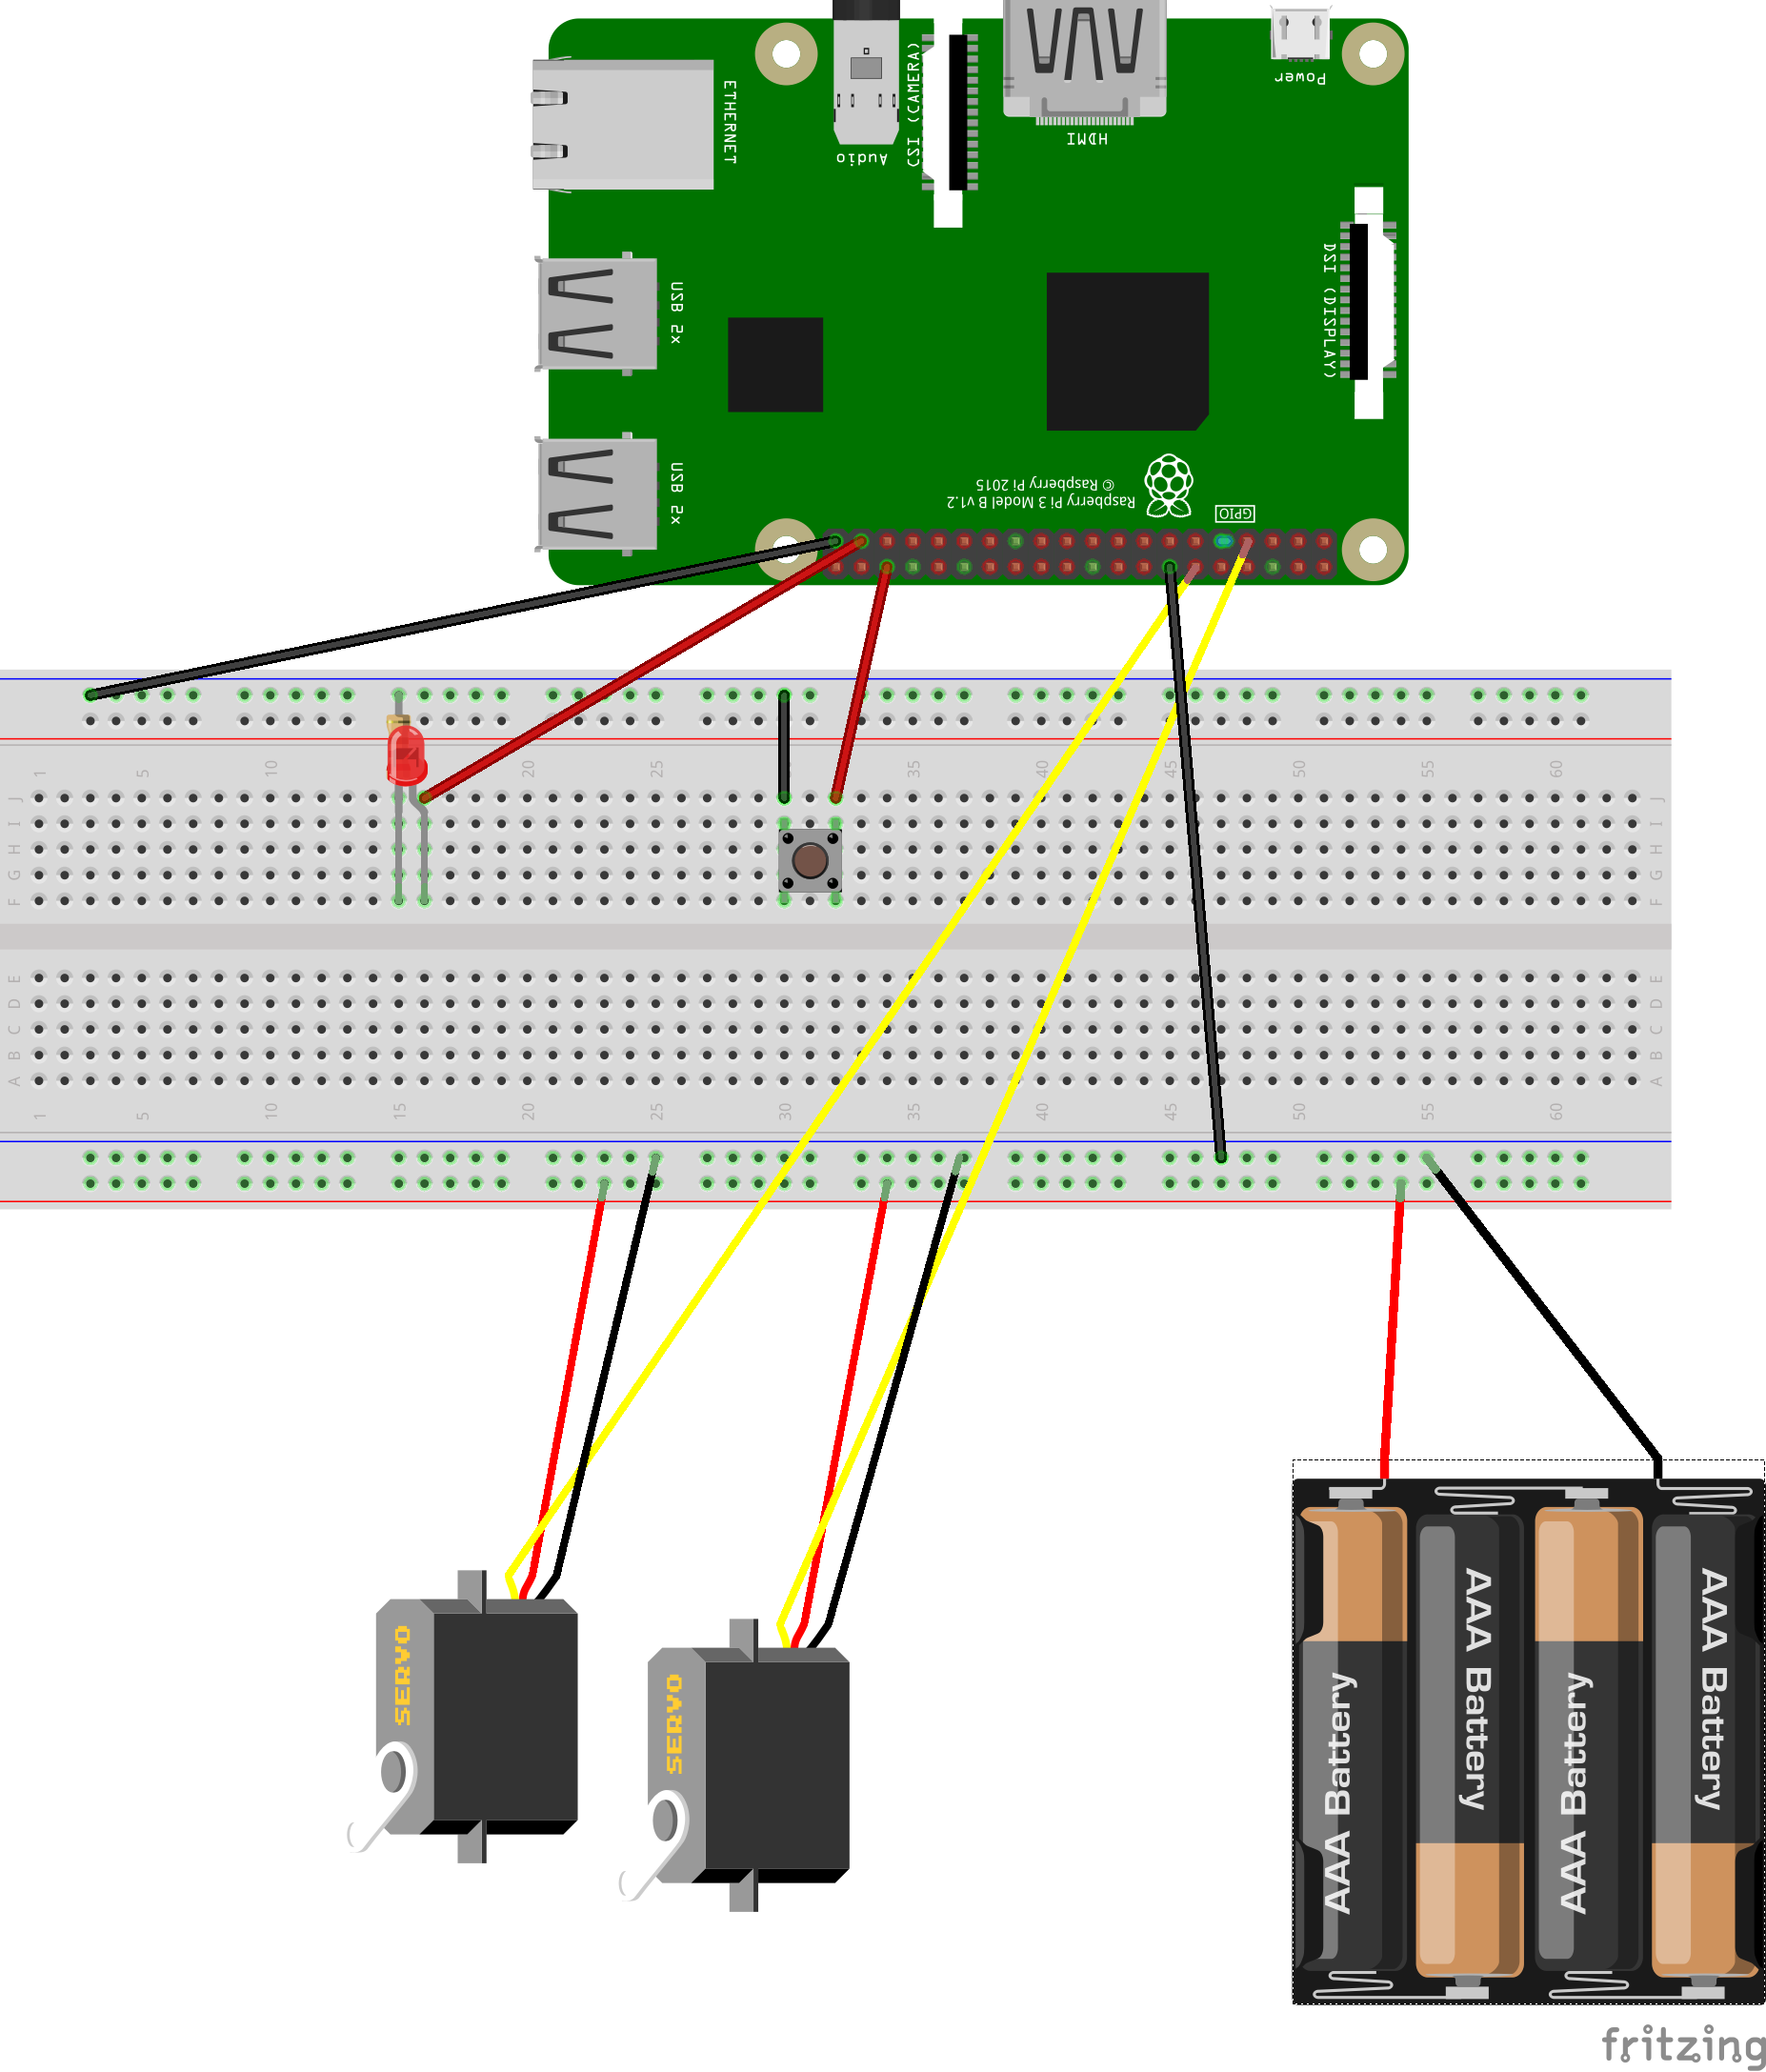 Power
ETHERNET
CSI (CAMERA)
HDMI
Audio
DSI (DISPLAY)
USB 2x
USB 2x
Raspberry Pi 3 Model B v1.2
© Raspberry Pi 2015
GPIO
1 5 10 20 25 35 40 45 50 55 60
J J
I I
H H
G G
F F
E E
D D
C C
B B
A A
1 5 10 15 20 25 30 35 40 45 50 55 60
SERVO
SERVO
AAA Battery
AAA Battery
AAA Battery
AAA Battery
fritzing